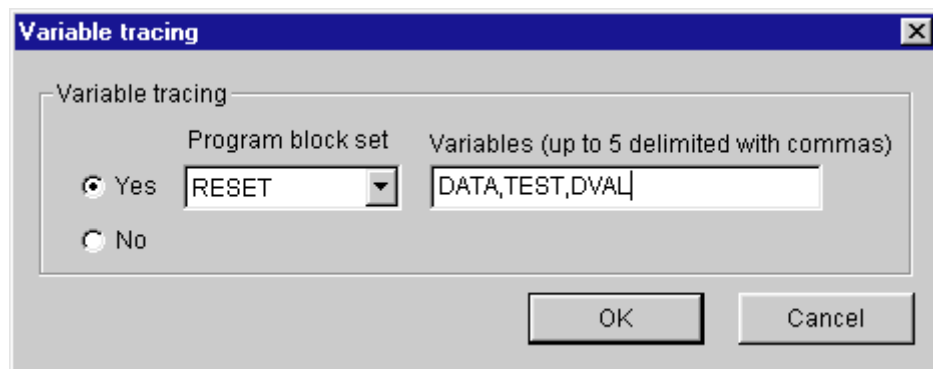 Variable tracing
Variable tracing
Program block set Variables (up to 5 delimited with commas)
Yes RESET DATA,TEST,DVAL
No
OK Cancel